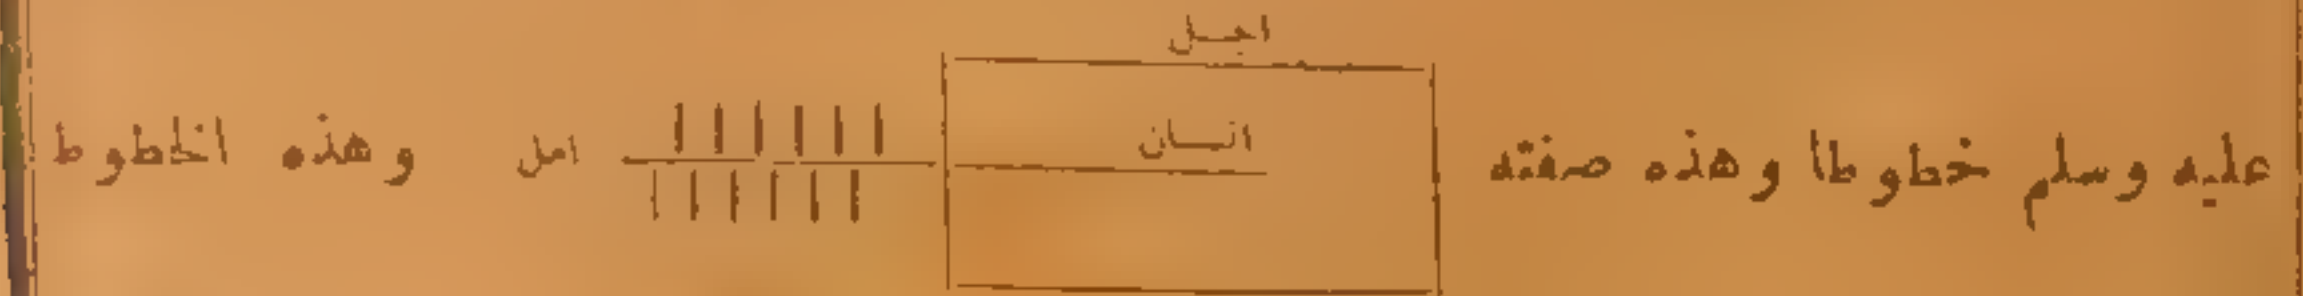 عليه وسلم خطوطا وهذه صفته
اجل
انسان
امل
وهذه الخطوط